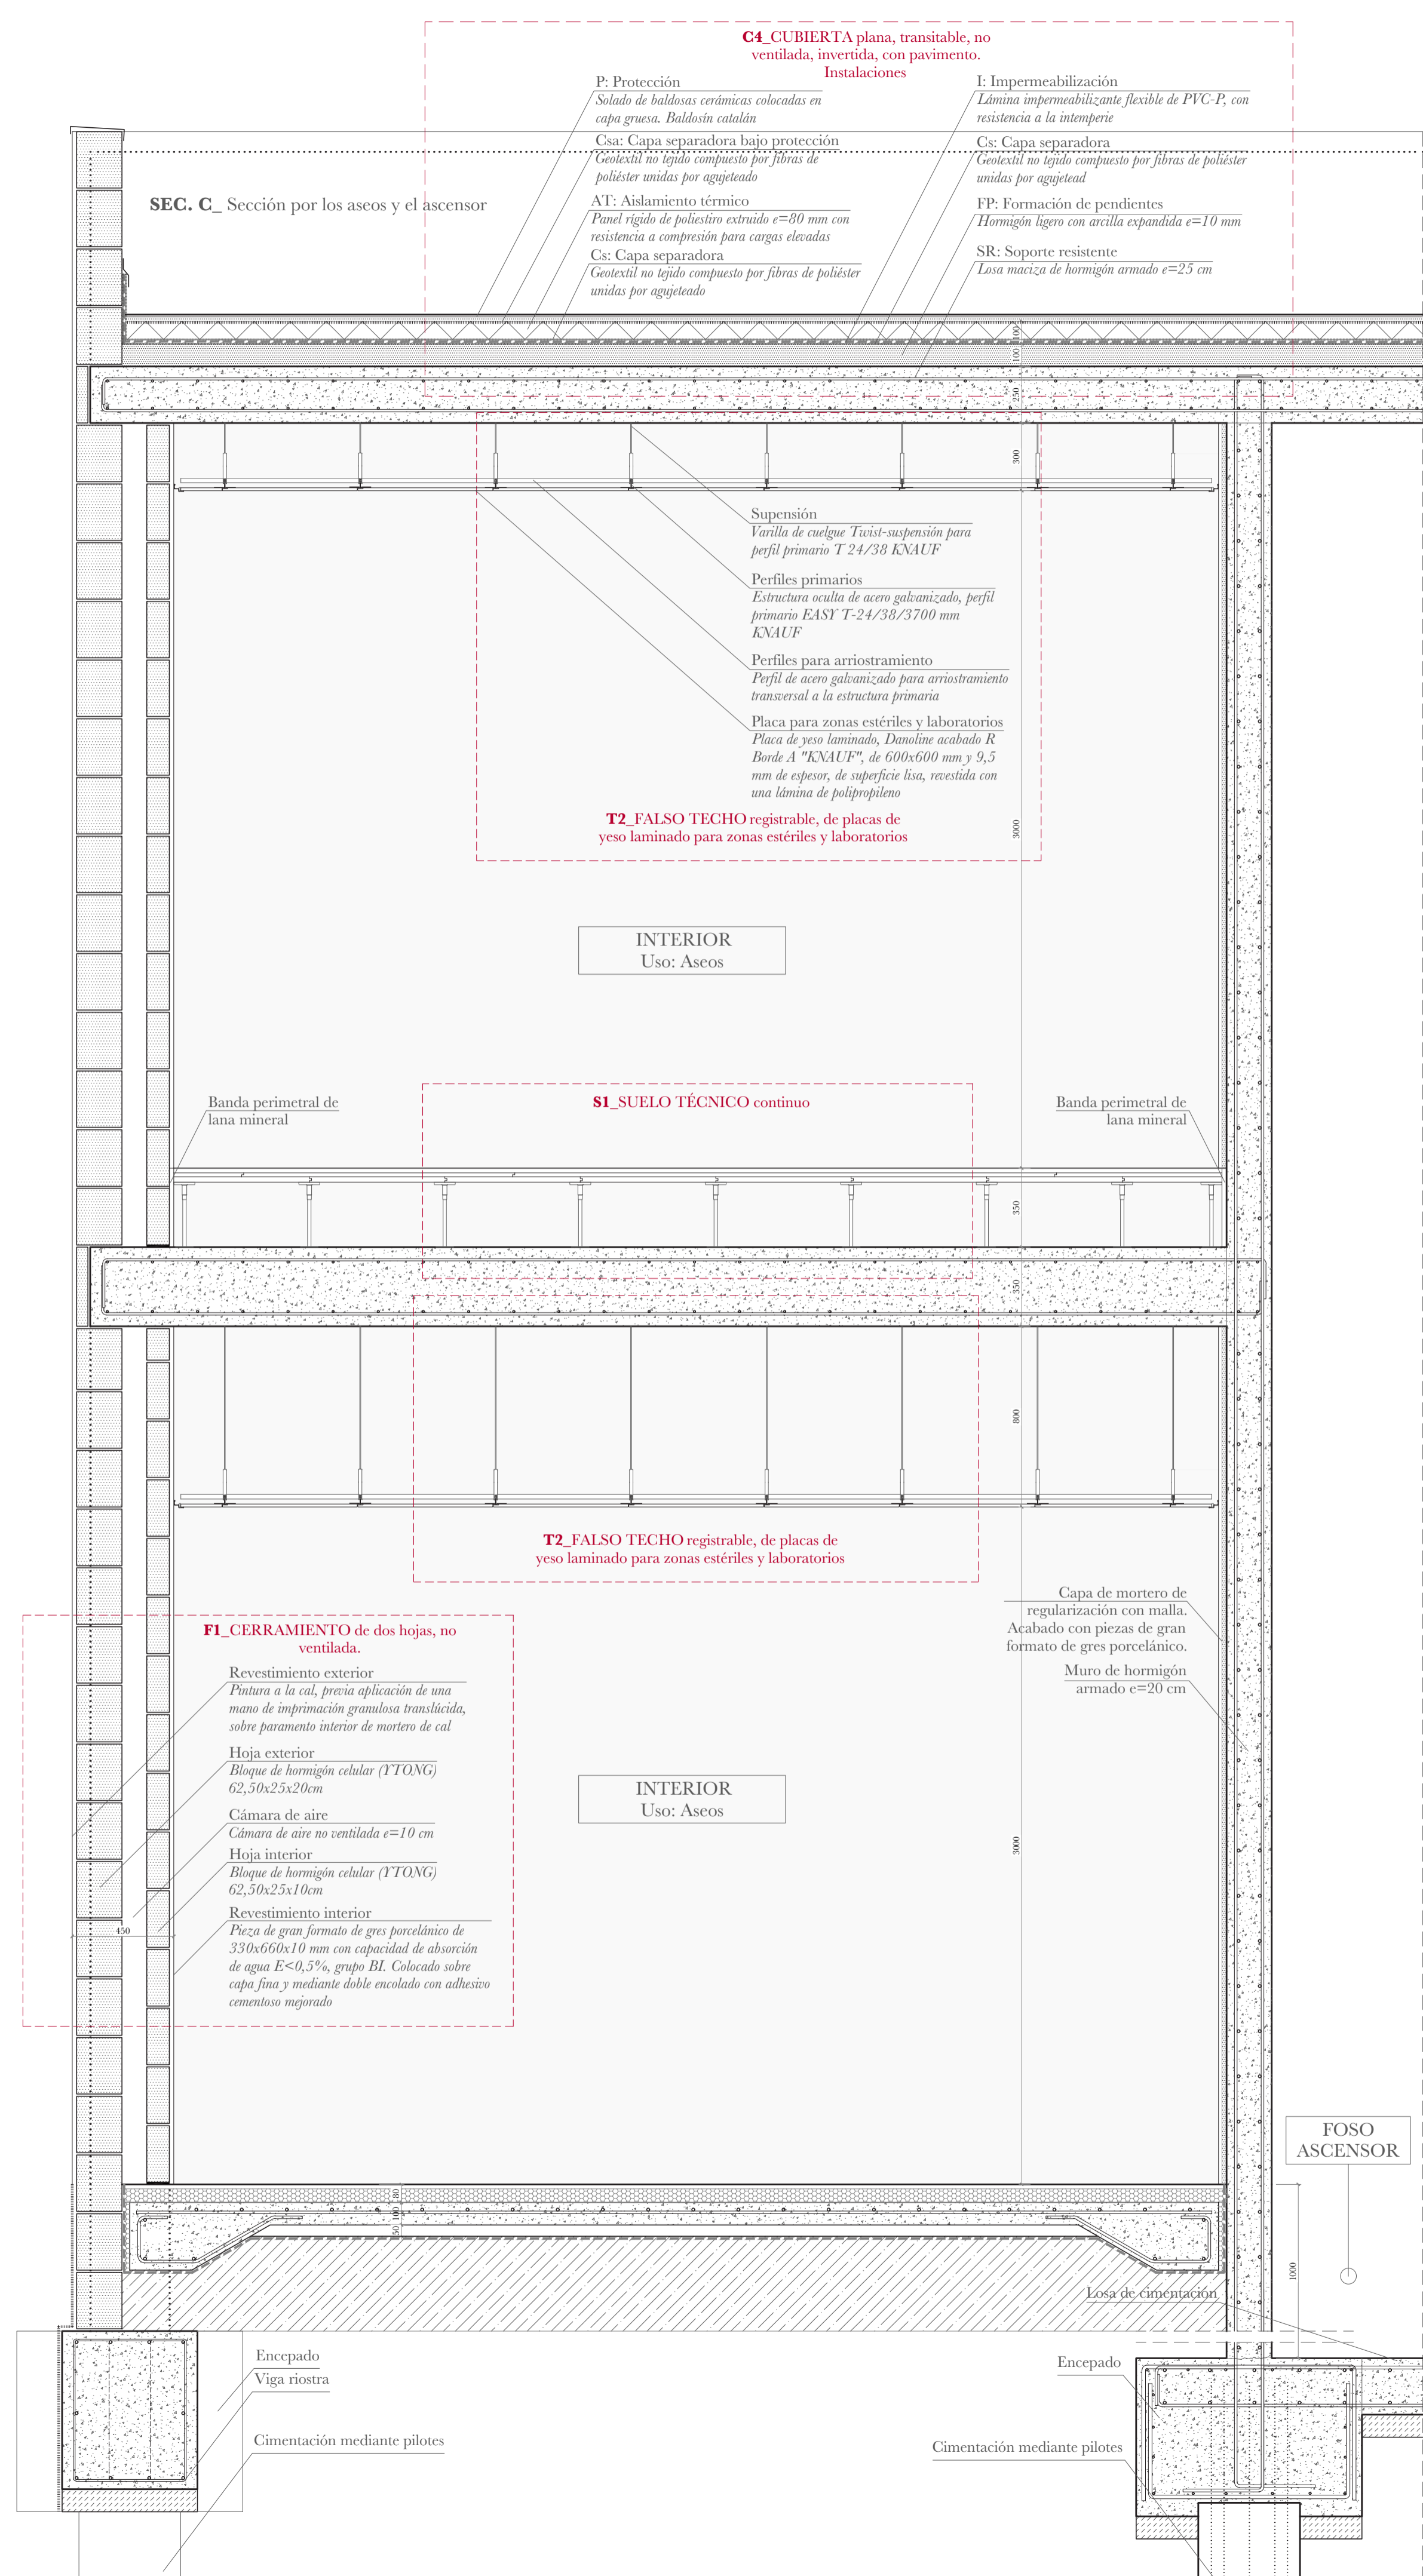 C4_CUBIERTA plana, transitable, no
ventilada, invertida, con pavimento.
Instalaciones
P: Protección
Solado de baldosas cerámicas colocadas en
capa gruesa. Baldosín catalán
Csa: Capa separadora bajo protección
Geotextil no tejido compuesto por fibras de
poliéster unidas por agujeteado
AT: Aislamiento térmico
Panel rígido de poliestiro extruido e=80 mm con
resistencia a compresión para cargas elevadas
Cs: Capa separadora
Geotextil no tejido compuesto por fibras de poliéster
unidas por agujeteado
I: Impermeabilización
Lámina impermeabilizante flexible de PVC-P, con
resistencia a la intemperie
Cs: Capa separadora
Geotextil no tejido compuesto por fibras de poliéster
unidas por agujetead
FP: Formación de pendientes
Hormigón ligero con arcilla expandida e=10 mm
SR: Soporte resistente
Losa maciza de hormigón armado e=25 cm
SEC. C_ Sección por los aseos y el ascensor
100
100
250
300
Supensión
Varilla de cuelgue Twist-suspensión para
perfil primario T 24/38 KNAUF
Perfiles primarios
Estructura oculta de acero galvanizado, perfil
primario EASY T-24/38/3700 mm
KNAUF
Perfiles para arriostramiento
Perfil de acero galvanizado para arriostramiento
transversal a la estructura primaria
Placa para zonas estériles y laboratorios
Placa de yeso laminado, Danoline acabado R
Borde A "KNAUF", de 600x600 mm y 9,5
mm de espesor, de superficie lisa, revestida con
una lámina de polipropileno
T2_FALSO TECHO registrable, de placas de
yeso laminado para zonas estériles y laboratorios
3000
INTERIOR
Uso: Aseos
Banda perimetral de
lana mineral
S1_SUELO TÉCNICO continuo
Banda perimetral de
lana mineral
350
350
800
T2_FALSO TECHO registrable, de placas de
yeso laminado para zonas estériles y laboratorios
Capa de mortero de
regularización con malla.
Acabado con piezas de gran
formato de gres porcelánico.
Muro de hormigón
armado e=20 cm
F1_CERRAMIENTO de dos hojas, no
ventilada.
Revestimiento exterior
Pintura a la cal, previa aplicación de una
mano de imprimación granulosa translúcida,
sobre paramento interior de mortero de cal
Hoja exterior
Bloque de hormigón celular (YTONG)
62,50x25x20cm
Cámara de aire
Cámara de aire no ventilada e=10 cm
Hoja interior
Bloque de hormigón celular (YTONG)
62,50x25x10cm
Revestimiento interior
Pieza de gran formato de gres porcelánico de
330x660x10 mm con capacidad de absorción
de agua E<0,5%, grupo BI. Colocado sobre
capa fina y mediante doble encolado con adhesivo
cementoso mejorado
450
INTERIOR
Uso: Aseos
3000
FOSO
ASCENSOR
80
100
50
1000
Losa de cimentación
Encepado
Viga riostra
Cimentación mediante pilotes
Encepado
Cimentación mediante pilotes